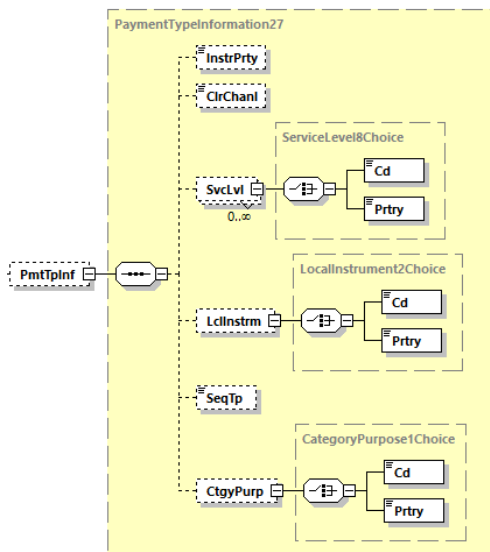 PaymentTypeInformation27
InstrPrty
ClrChanl
ServiceLevel8Choice
Cd
SvcLvl
0..∞
Prtry
PmtTpInf
LocalInstrument2Choice
Cd
LclInstrm
Prtry
SeqTp
CategoryPurpose1Choice
Cd
CtgyPurp
Prtry